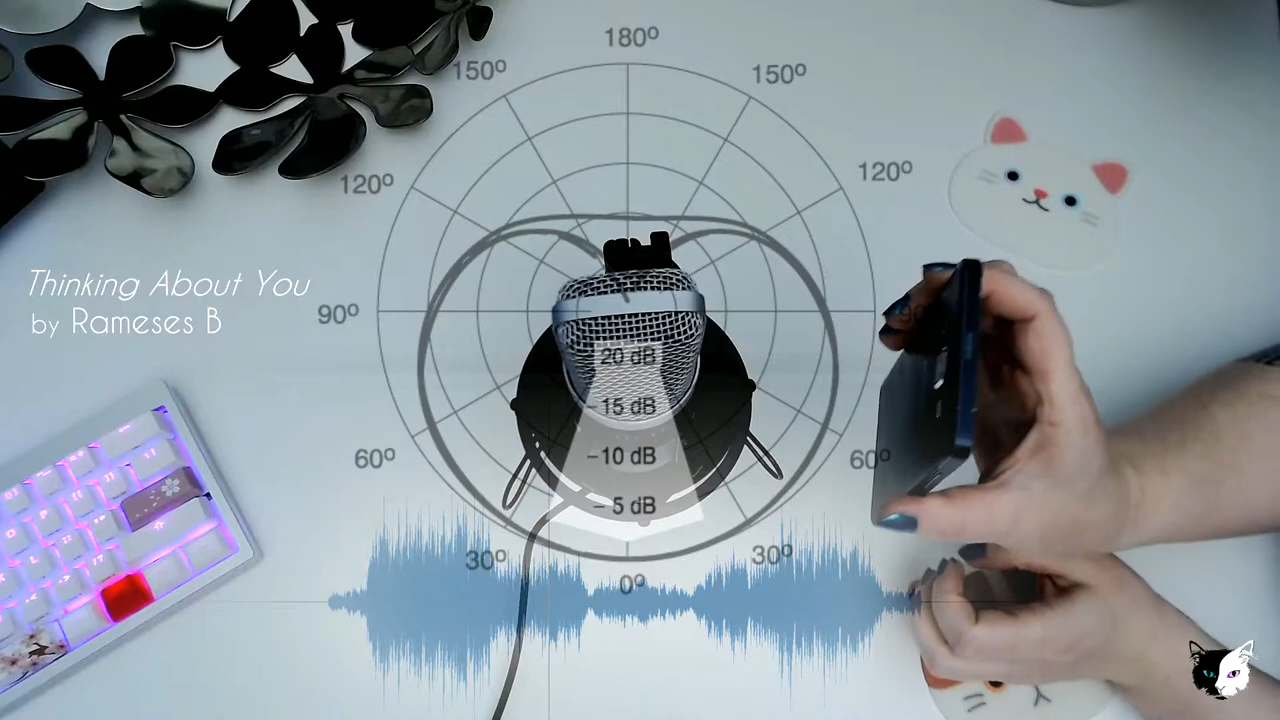 180º
150º
150º
120º
120º
Thinking About You
by Rameses B
90º
90
20 dB
– 15 dB
–10 dB
60º
60º
– 5 dB
30º
30º
0º